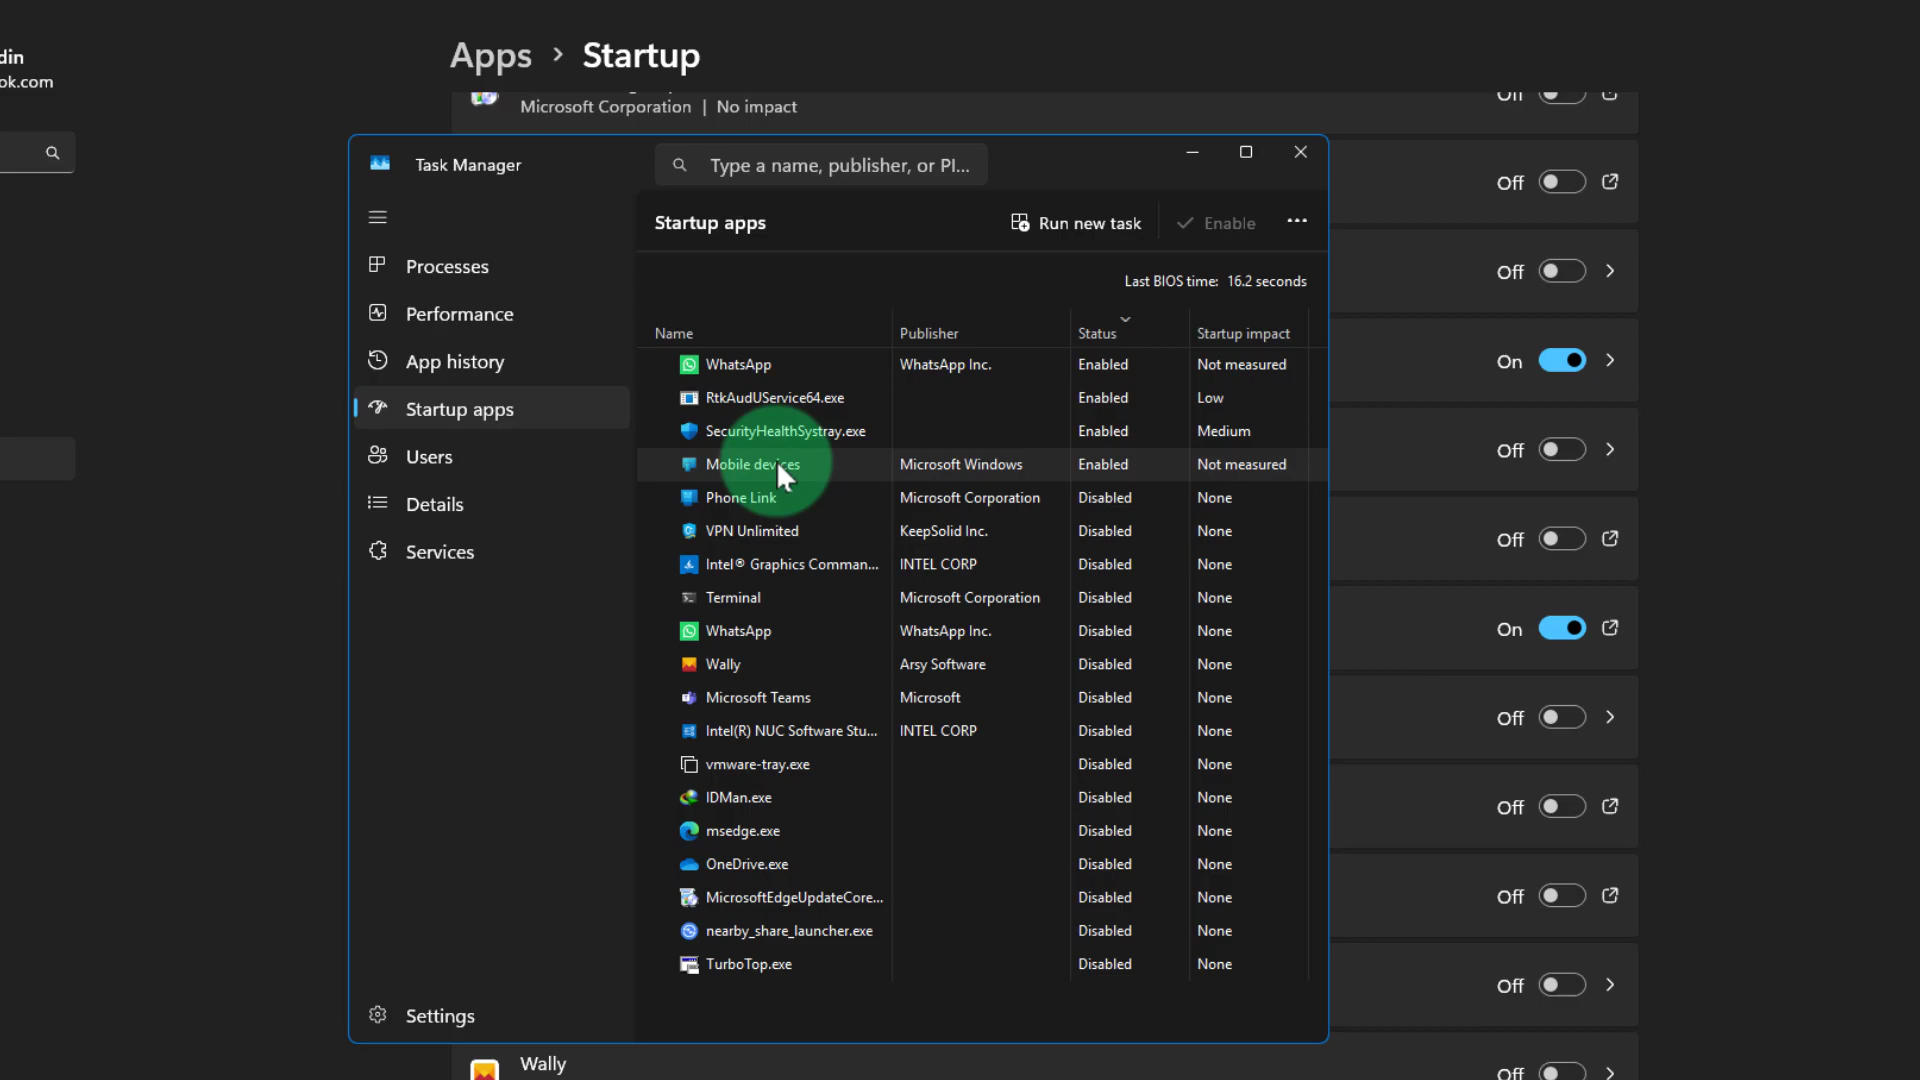 din
ok.com
Apps > Startup
Microsoft Corporation | No impact
Off
Task Manager
Type a name, publisher, or PI...
Startup apps
Run new task
Enable
...
Last BIOS time: 16.2 seconds
Name Publisher Status Startup impact
WhatsApp WhatsApp Inc. Enabled Not measured
RtkAudUService64.exe Enabled Low
SecurityHealthSystray.exe Enabled Medium
Mobile devices Microsoft Windows Enabled Not measured
Phone Link Microsoft Corporation Disabled None
VPN Unlimited KeepSolid Inc. Disabled None
Intel® Graphics Comman... INTEL CORP Disabled None
Terminal Microsoft Corporation Disabled None
WhatsApp WhatsApp Inc. Disabled None
Wally Arsy Software Disabled None
Microsoft Teams Microsoft Disabled None
Intel(R) NUC Software Stu... INTEL CORP Disabled None
vmware-tray.exe Disabled None
IDMan.exe Disabled None
msedge.exe Disabled None
OneDrive.exe Disabled None
MicrosoftEdgeUpdateCore... Disabled None
nearby_share_launcher.exe Disabled None
TurboTop.exe Disabled None
Processes
Performance
App history
Startup apps
Users
Details
Services
Settings
Off
Off
On
Off
Off
On
Off
Off
Off
Off
Wally
Off